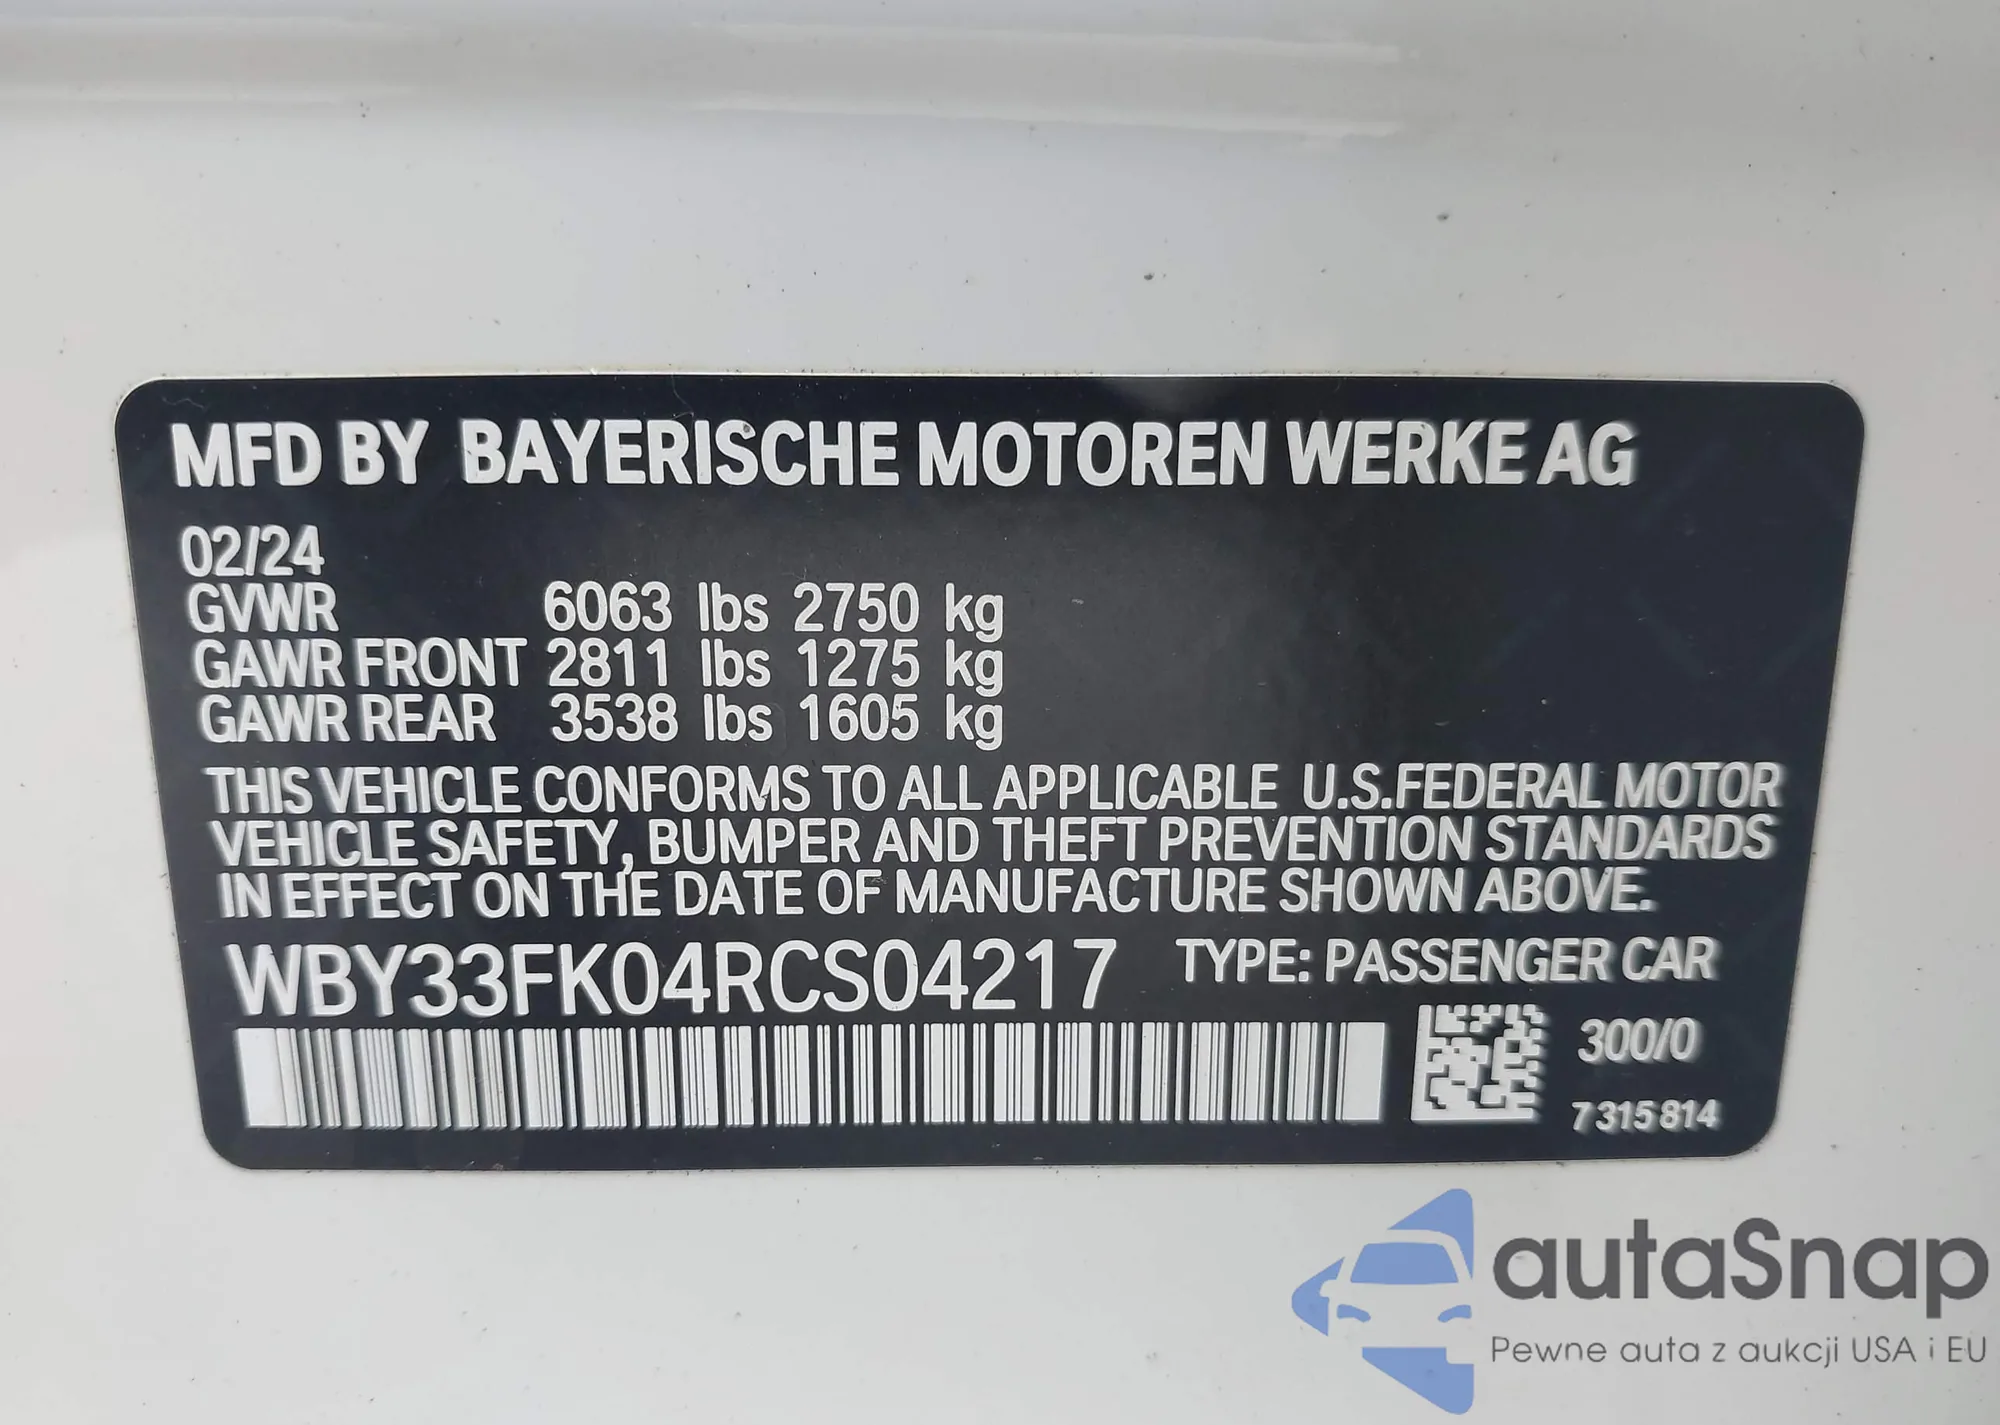 MFD BY BAYERISCHE MOTOREN WERKE AG
02/24
GVWR 6063 lbs 2750 kg
GAWR FRONT 2811 lbs 1275 kg
GAWR REAR 3538 lbs 1605 kg
THIS VEHICLE CONFORMS TO ALL APPLICABLE U.S.FEDERAL MOTOR
VEHICLE SAFETY, BUMPER AND THEFT PREVENTION STANDARDS
IN EFFECT ON THE DATE OF MANUFACTURE SHOWN ABOVE.
WBY33FK04RCS04217 TYPE: PASSENGER CAR
300/0
7315814
autaSnap
Pewne auta z aukcji USA i EU